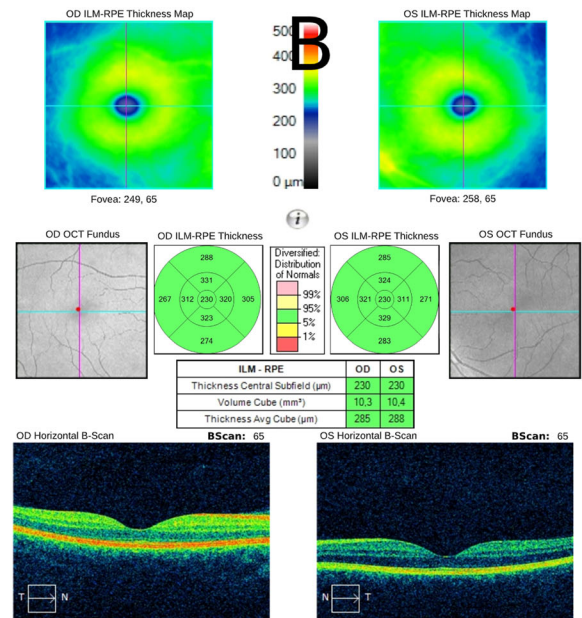 OD ILM-RPE Thickness Map
OS ILM-RPE Thickness Map
B
500
400
300
200
100
0 µm
Fovea: 249, 65
Fovea: 258, 65
i
OD OCT Fundus
OD ILM-RPE Thickness
OS ILM-RPE Thickness
OS OCT Fundus
288
331
267 312 230 320 305
323
274
Diversified:
Distribution
of Normals
99%
95%
5%
1%
285
324
306 321 230 311 271
329
283
ILM - RPE OD OS
Thickness Central Subfield (µm) 230 230
Volume Cube (mm³) 10,3 10,4
Thickness Avg Cube (µm) 285 288
OD Horizontal B-Scan BScan: 65
OS Horizontal B-Scan BScan: 65
T N
N T